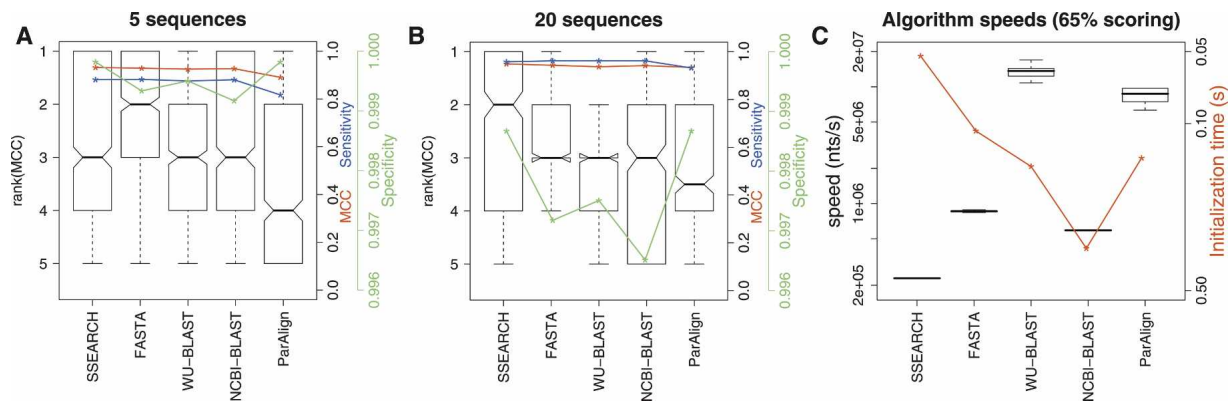 A
5 sequences
1
2
3
4
5
rank(MCC)
1.0
0.8
0.6
0.4
0.2
0.0
MCC
Sensitivity
1.000
0.999
0.998
0.997
0.996
Specificity
SSEARCH
FASTA
WU−BLAST
NCBI−BLAST
ParAlign
B
20 sequences
1
2
3
4
5
rank(MCC)
1.0
0.8
0.6
0.4
0.2
0.0
MCC
Sensitivity
1.000
0.999
0.998
0.997
0.996
Specificity
SSEARCH
FASTA
WU−BLAST
NCBI−BLAST
ParAlign
C
Algorithm speeds (65% scoring)
2e+07
5e+06
1e+06
2e+05
speed (nts/s)
0.05
0.10
0.50
Initialization time (s)
SSEARCH
FASTA
WU−BLAST
NCBI−BLAST
ParAlign